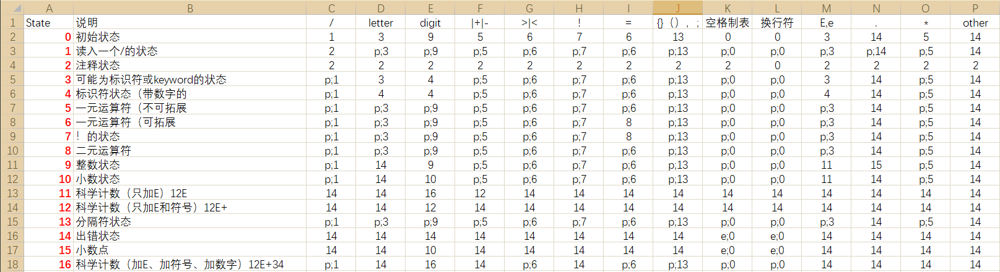 A B C D E F G H I J K L M N O P
1 State 说明 / letter digit |+|- >|< ! = {}（），; 空格制表 换行符 E,e . * other
2 0 初始状态 1 3 9 5 6 7 6 13 0 0 3 14 5 14
3 1 读入一个/的状态 2 p;3 p;9 p;5 p;6 p;7 p;6 p;13 p;0 p;0 p;3 p;14 p;5 14
4 2 注释状态 2 2 2 2 2 2 2 2 2 0 2 2 2 2
5 3 可能为标识符或keyword的状态 p;1 3 4 p;5 p;6 p;7 p;6 p;13 p;0 p;0 3 14 p;5 14
6 4 标识符状态（带数字的 p;1 4 4 p;5 p;6 p;7 p;6 p;13 p;0 p;0 4 14 p;5 14
7 5 一元运算符（不可拓展 p;1 p;3 p;9 p;5 p;6 p;7 p;6 p;13 p;0 p;0 p;3 14 p;5 14
8 6 一元运算符（可拓展 p;1 p;3 p;9 p;5 p;6 p;7 8 p;13 p;0 p;0 p;3 14 p;5 14
9 7 ！的状态 p;1 p;3 p;9 p;5 p;6 p;7 8 p;13 p;0 p;0 p;3 14 p;5 14
10 8 二元运算符 p;1 p;3 p;9 p;5 p;6 p;7 p;6 p;13 p;0 p;0 p;3 14 p;5 14
11 9 整数状态 p;1 14 9 p;5 p;6 p;7 p;6 p;13 p;0 p;0 11 15 p;5 14
12 10 小数状态 p;1 14 10 p;5 p;6 p;7 p;6 p;13 p;0 p;0 11 14 p;5 14
13 11 科学计数（只加E）12E 14 14 16 12 14 14 14 14 14 14 14 14 14 14
14 12 科学计数（只加E和符号）12E+ 14 14 12 14 14 14 14 14 14 14 14 14 14 14
15 13 分隔符状态 p;1 p;3 p;9 p;5 p;6 p;7 p;6 p;13 p;0 p;0 p;3 14 p;5 14
16 14 出错状态 14 14 14 14 14 14 14 14 e;0 e;0 14 14 14 14
17 15 小数点 14 14 10 14 14 14 14 14 e;0 e;0 14 14 14 14
18 16 科学计数（加E、加符号、加数字）12E+34 p;1 14 16 14 p;6 14 p;6 p;13 p;0 p;0 14 14 14 14